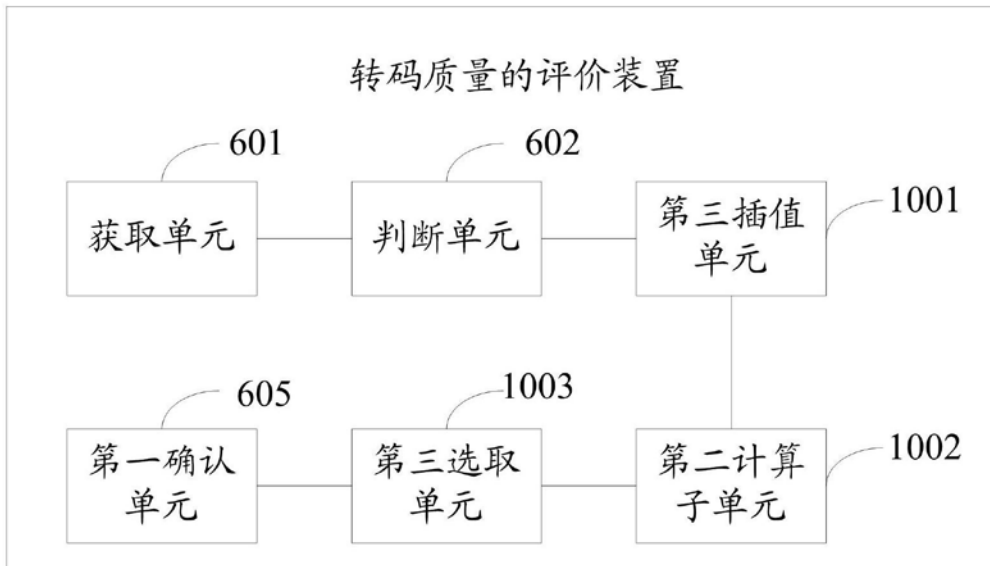 转码质量的评价装置
601
602
1001
获取单元
判断单元
第三插值
单元
605
1003
1002
第一确认
单元
第三选取
单元
第二计算
子单元